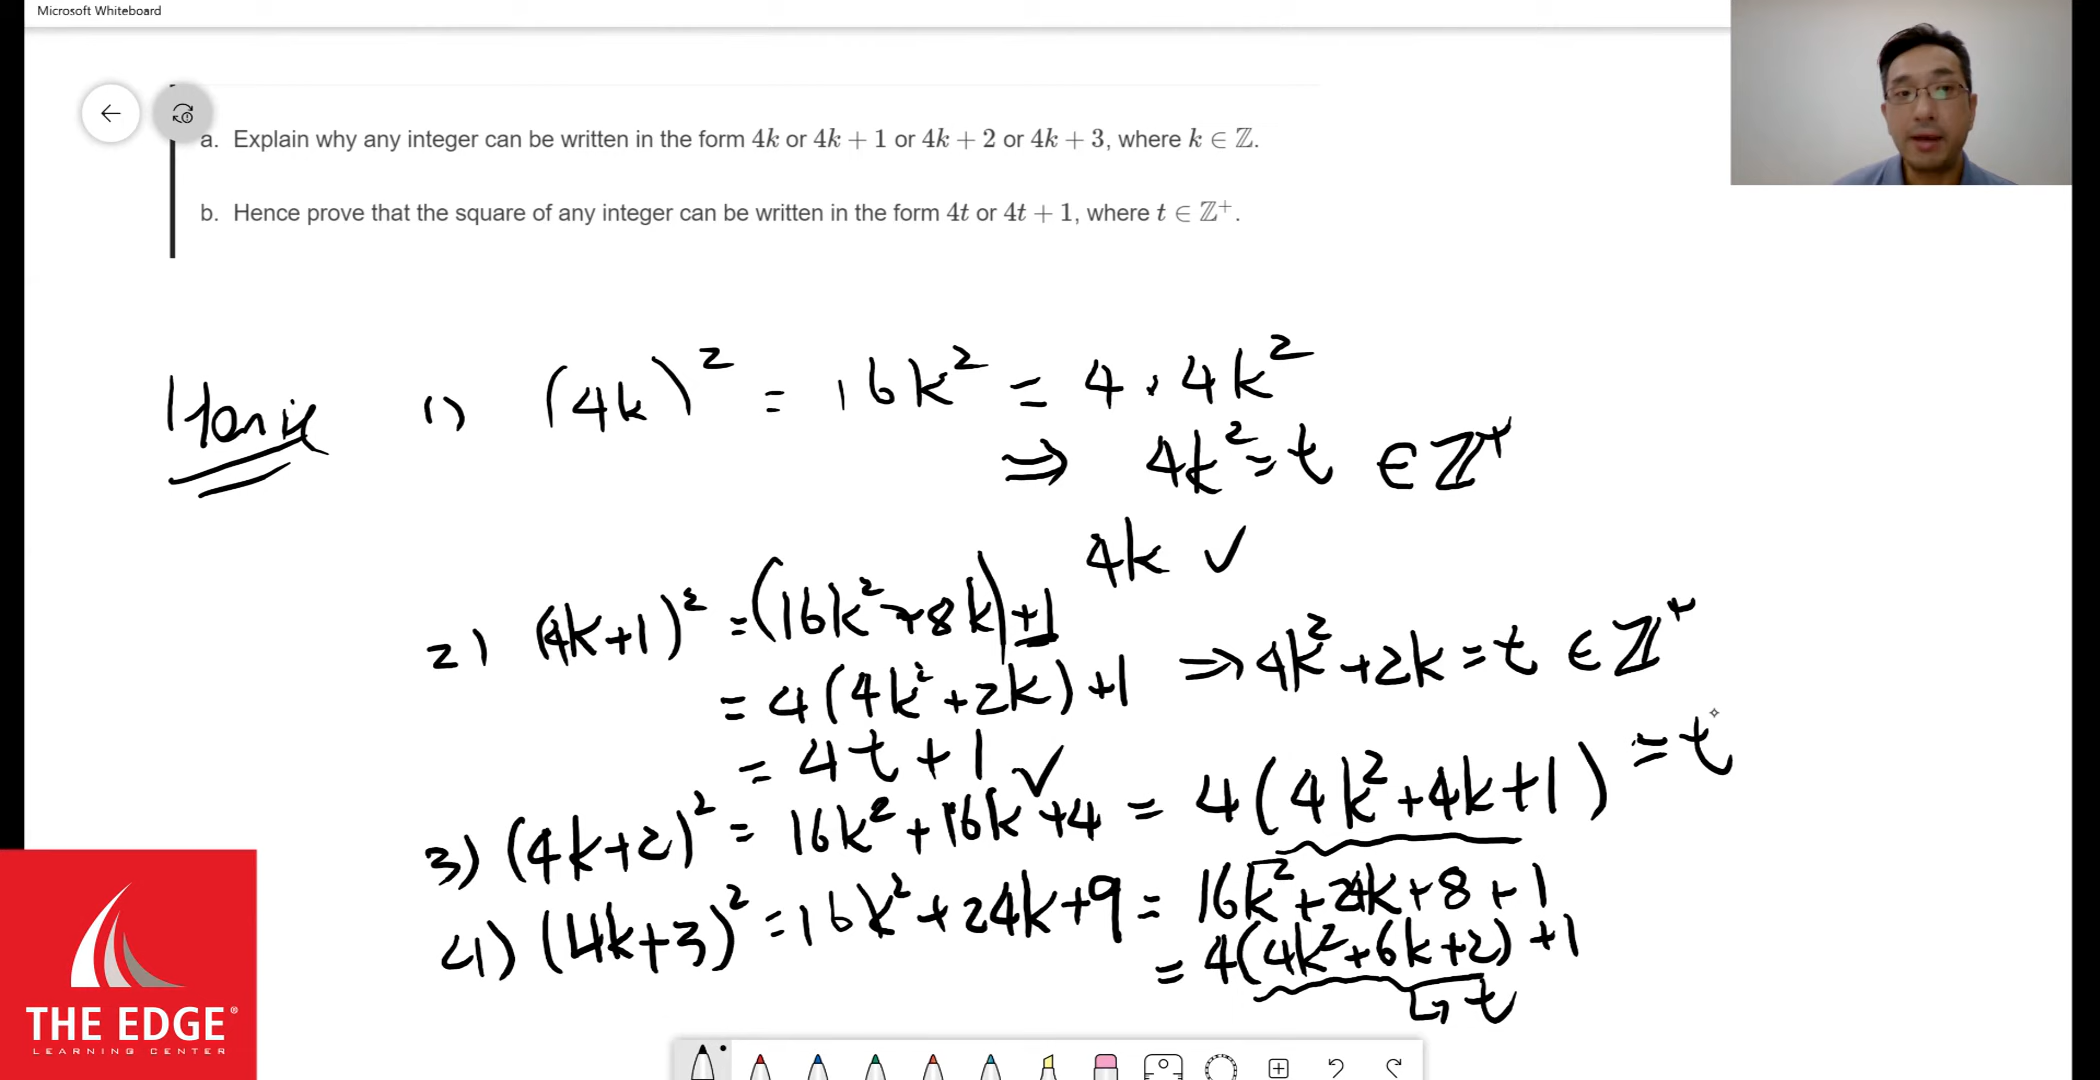 Microsoft Whiteboard
a. Explain why any integer can be written in the form 4k or 4k + 1 or 4k + 2 or 4k + 3, where k ∈ ℤ.
b. Hence prove that the square of any integer can be written in the form 4t or 4t + 1, where t ∈ ℤ⁺.
1) (4k)² = 16k² = 4 · 4k²
⇒ 4k² = t ∈ ℤ⁺
4k ✓
2) (4k+1)² = (16k²+8k)+1
= 4(4k²+2k)+1 ⇒ 4k²+2k = t ∈ ℤ⁺
= 4t+1 ✓
3) (4k+2)² = 16k²+16k+4 = 4(4k²+4k+1) = t
4) (4k+3)² = 16k²+24k+9 = 16k²+24k+8+1
= 4(4k²+6k+2)+1
↳ t
THE EDGE®
LEARNING CENTER